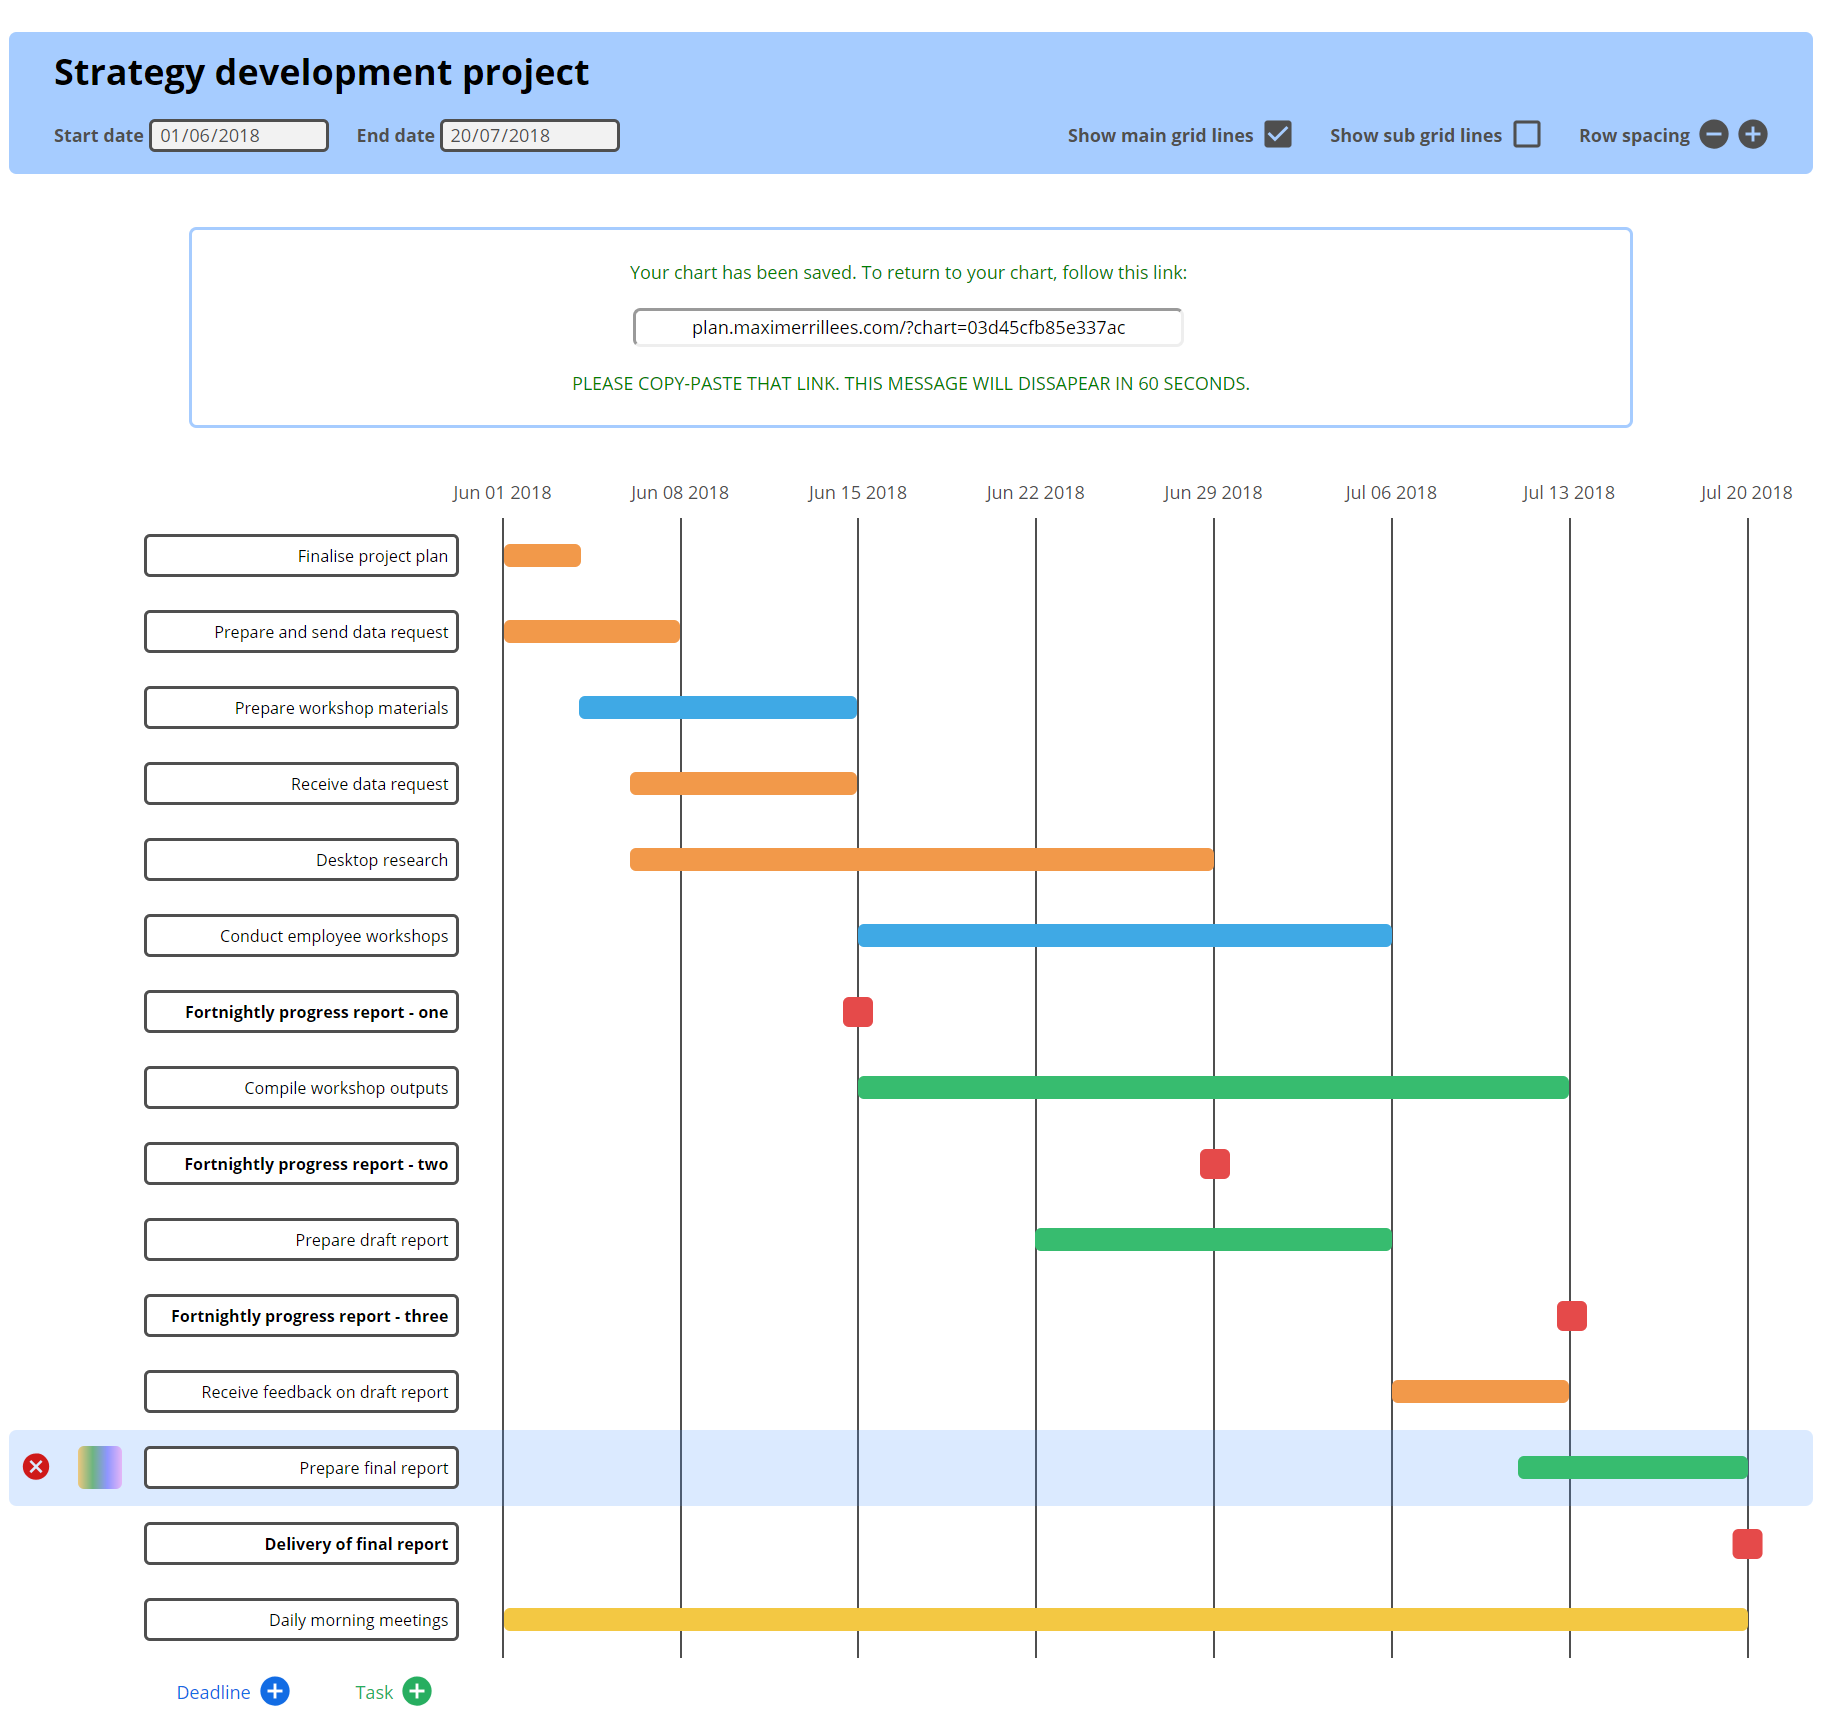 Strategy development project
Start date 01/06/2018 End date 20/07/2018 Show main grid lines Show sub grid lines Row spacing
Your chart has been saved. To return to your chart, follow this link:
plan.maximerrillees.com/?chart=03d45cfb85e337ac
PLEASE COPY-PASTE THAT LINK. THIS MESSAGE WILL DISSAPEAR IN 60 SECONDS.
Jun 01 2018 Jun 08 2018 Jun 15 2018 Jun 22 2018 Jun 29 2018 Jul 06 2018 Jul 13 2018 Jul 20 2018
Finalise project plan
Prepare and send data request
Prepare workshop materials
Receive data request
Desktop research
Conduct employee workshops
Fortnightly progress report - one
Compile workshop outputs
Fortnightly progress report - two
Prepare draft report
Fortnightly progress report - three
Receive feedback on draft report
Prepare final report
Delivery of final report
Daily morning meetings
Deadline Task